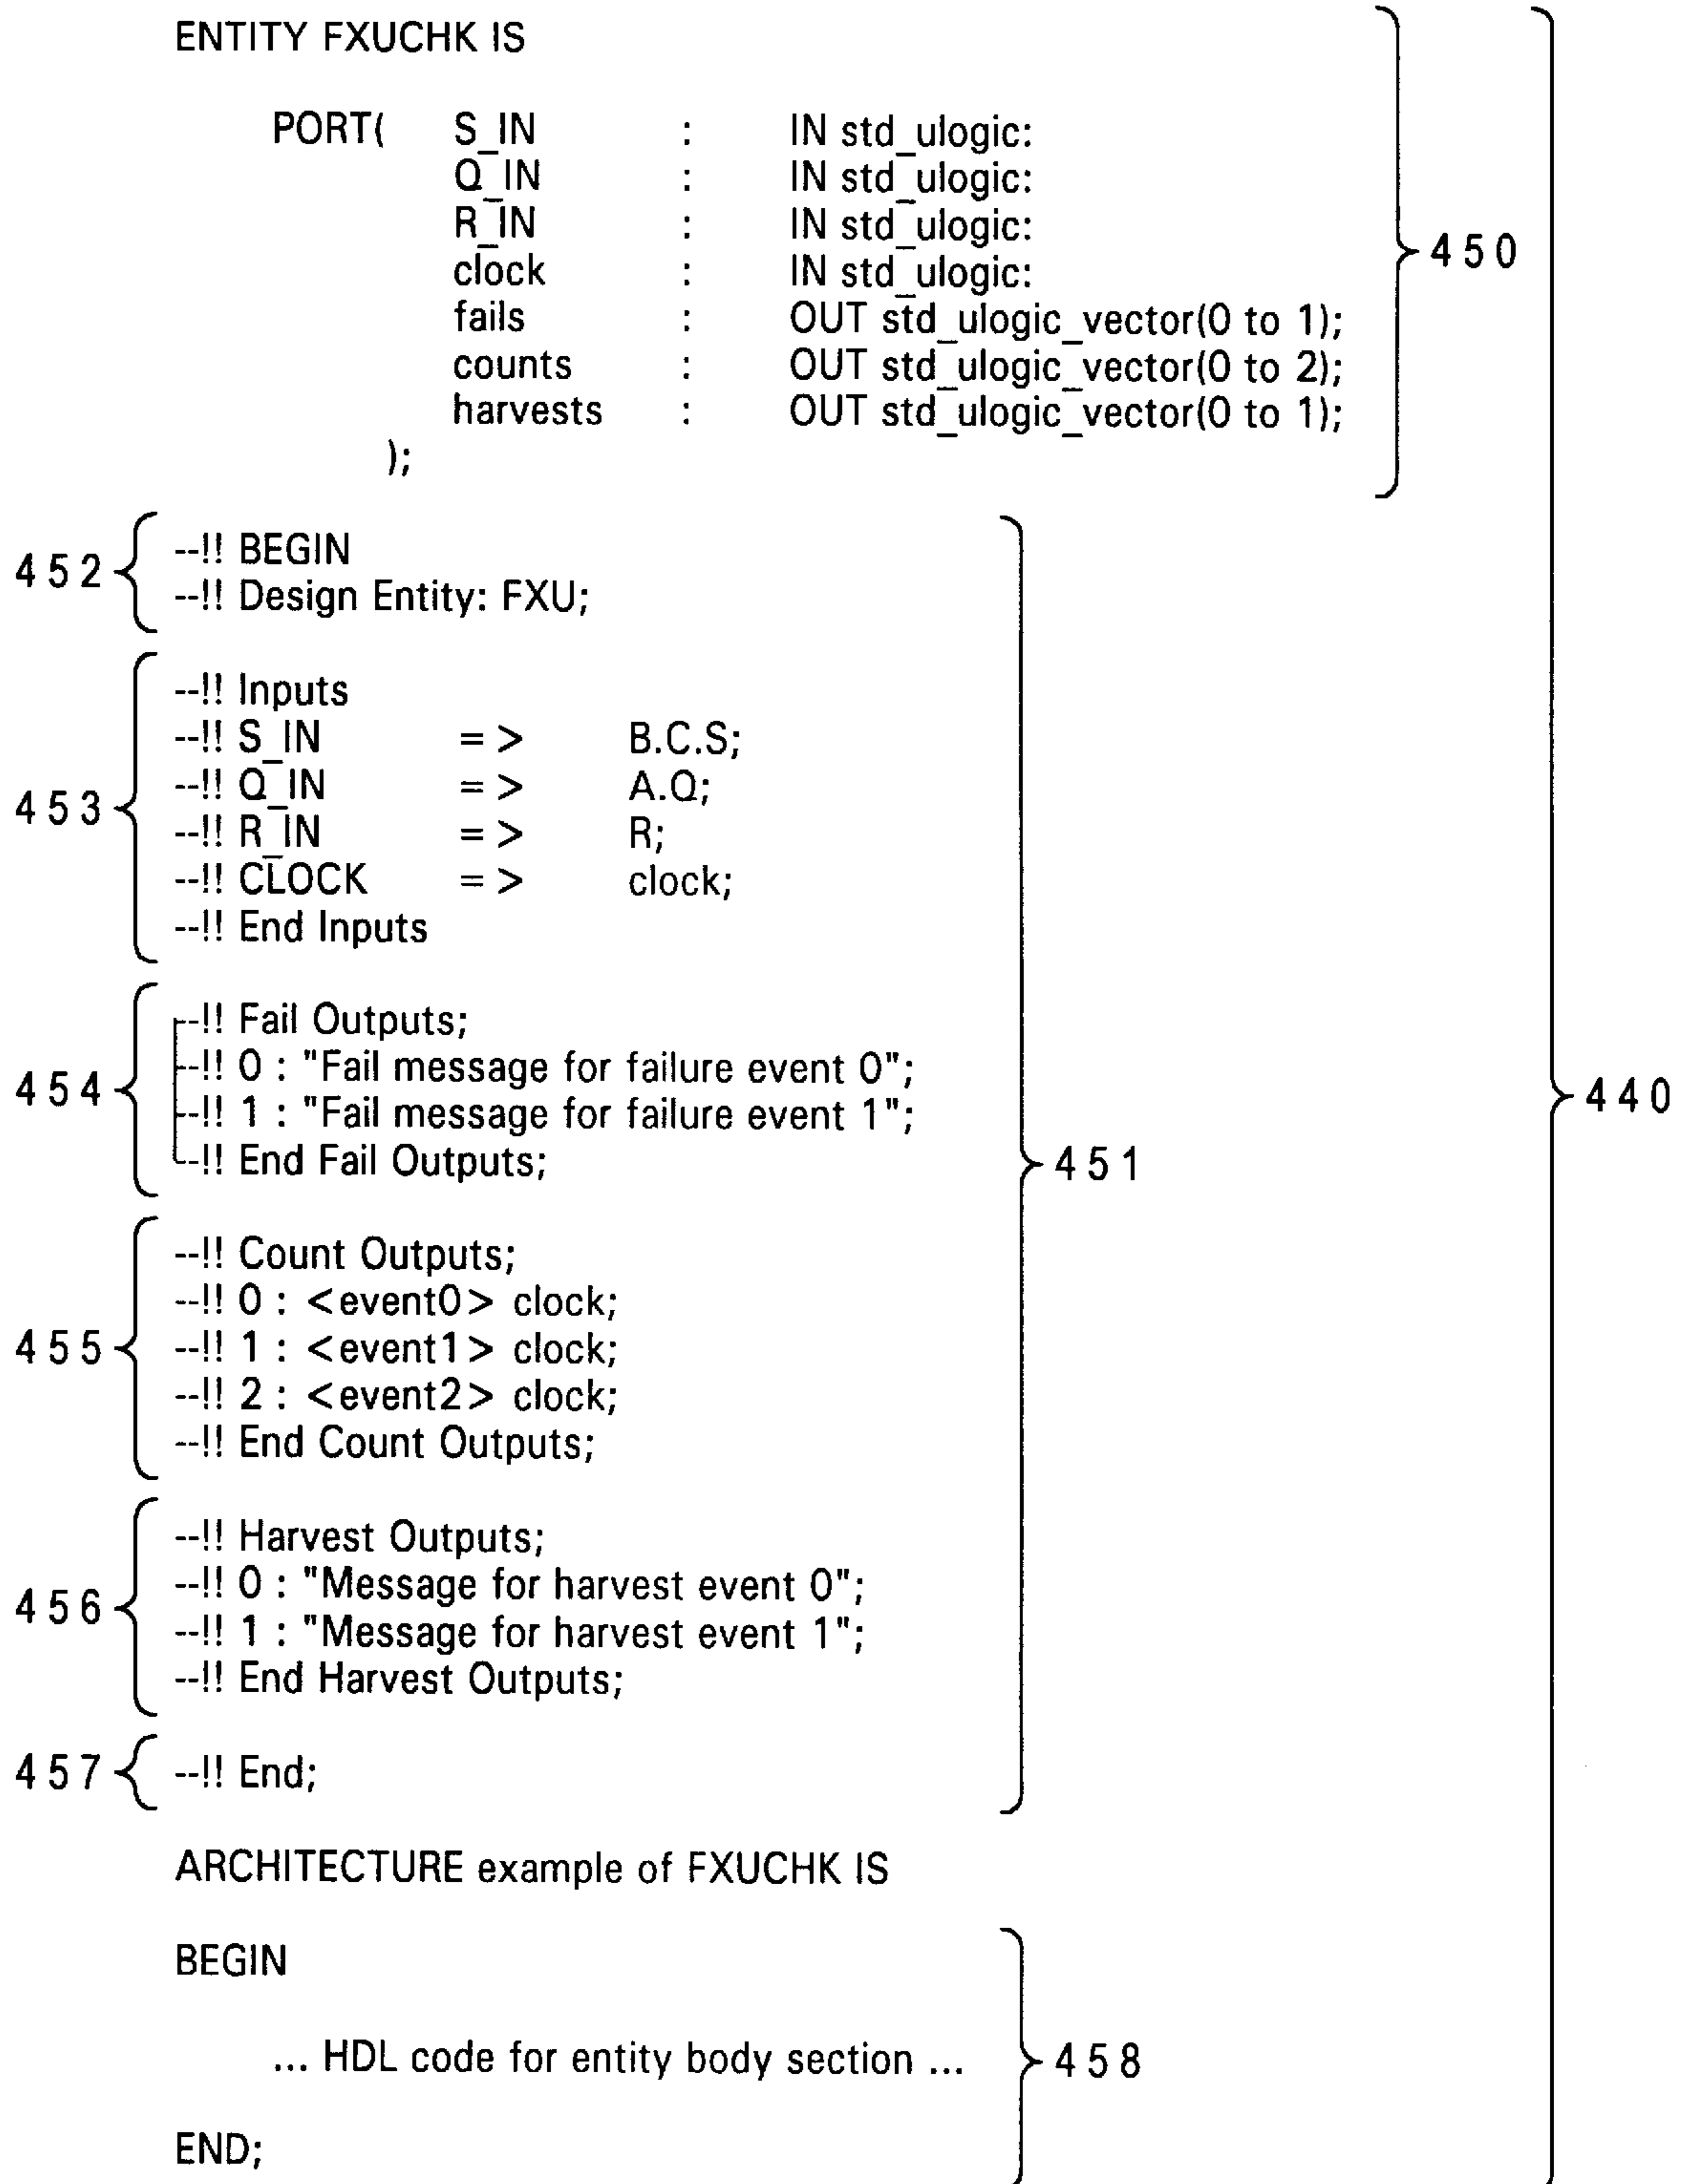 ENTITY FXUCHK IS
PORT( S_IN : IN std_ulogic:
Q_IN : IN std_ulogic:
R_IN : IN std_ulogic:
clock : IN std_ulogic:
fails : OUT std_ulogic_vector(0 to 1);
counts : OUT std_ulogic_vector(0 to 2);
harvests : OUT std_ulogic_vector(0 to 1);
);
450
452
--!! BEGIN
--!! Design Entity: FXU;
453
--!! Inputs
--!! S_IN = > B.C.S;
--!! Q_IN = > A.Q;
--!! R_IN = > R;
--!! CLOCK = > clock;
--!! End Inputs
454
--!! Fail Outputs;
--!! 0 : "Fail message for failure event 0";
--!! 1 : "Fail message for failure event 1";
--!! End Fail Outputs;
451
440
455
--!! Count Outputs;
--!! 0 : <event0> clock;
--!! 1 : <event1> clock;
--!! 2 : <event2> clock;
--!! End Count Outputs;
456
--!! Harvest Outputs;
--!! 0 : "Message for harvest event 0";
--!! 1 : "Message for harvest event 1";
--!! End Harvest Outputs;
457
--!! End;
ARCHITECTURE example of FXUCHK IS
BEGIN
... HDL code for entity body section ...
458
END;